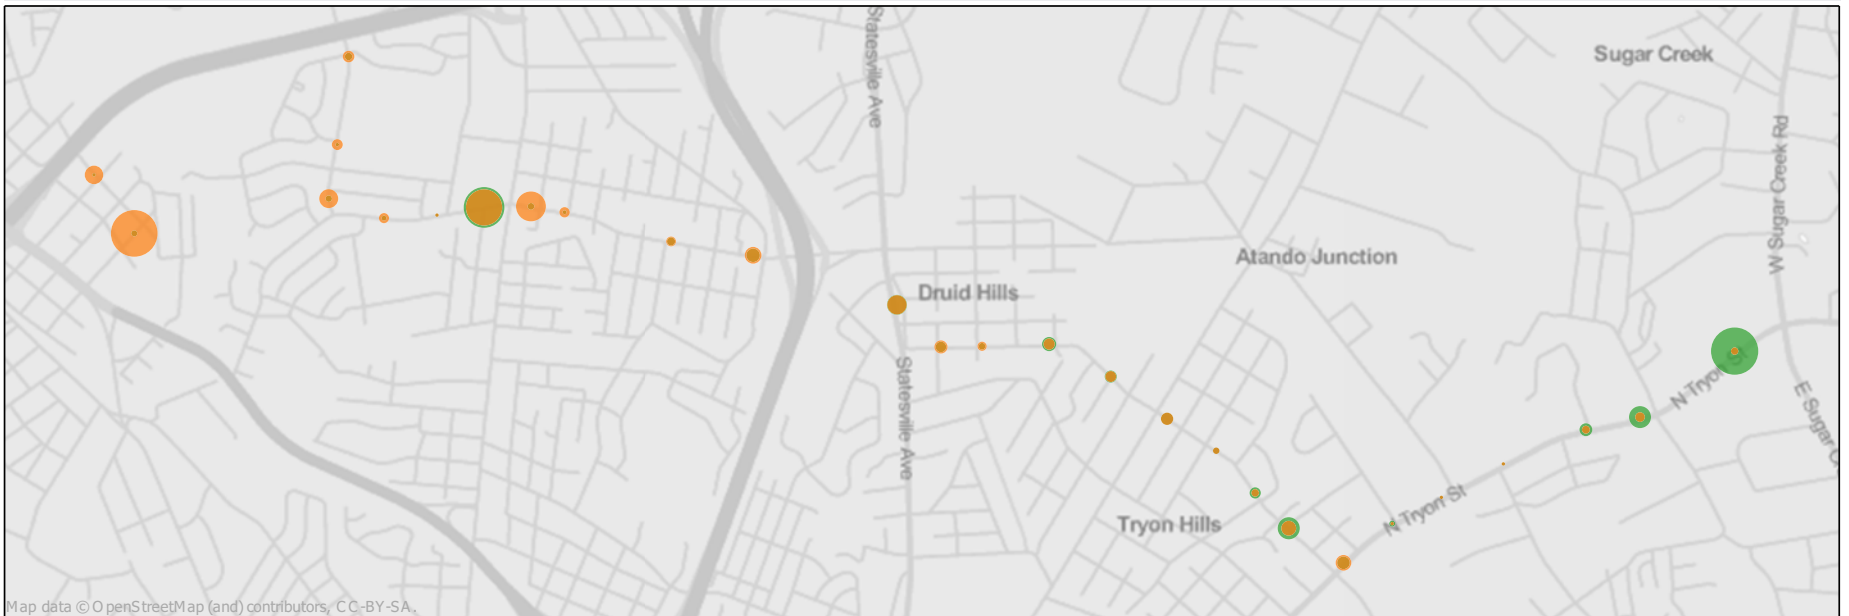 Statesville Ave
Sugar Creek
W Sugar Creek Rd
Atando Junction
Druid Hills
Statesville Ave
N Tryon St
E Sugar C
N Tryon St
Tryon Hills
Map data © OpenStreetMap (and) contributors, CC-BY-SA.